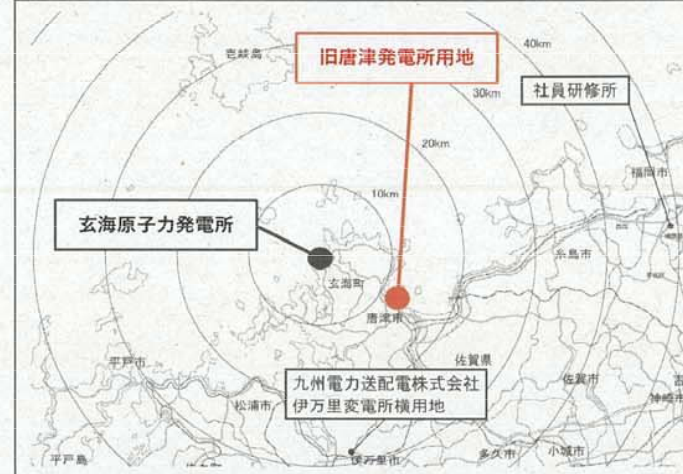 40km
壱岐島
旧唐津発電所用地
30km
社員研修所
20km
福岡市
10km
玄海原子力発電所
糸島市
玄海町
唐津市
佐賀県
平戸市
九州電力送配電株式会社
伊万里変電所横用地
佐賀市
松浦市
神埼市
平戸島
伊万里市
多久市
小城市